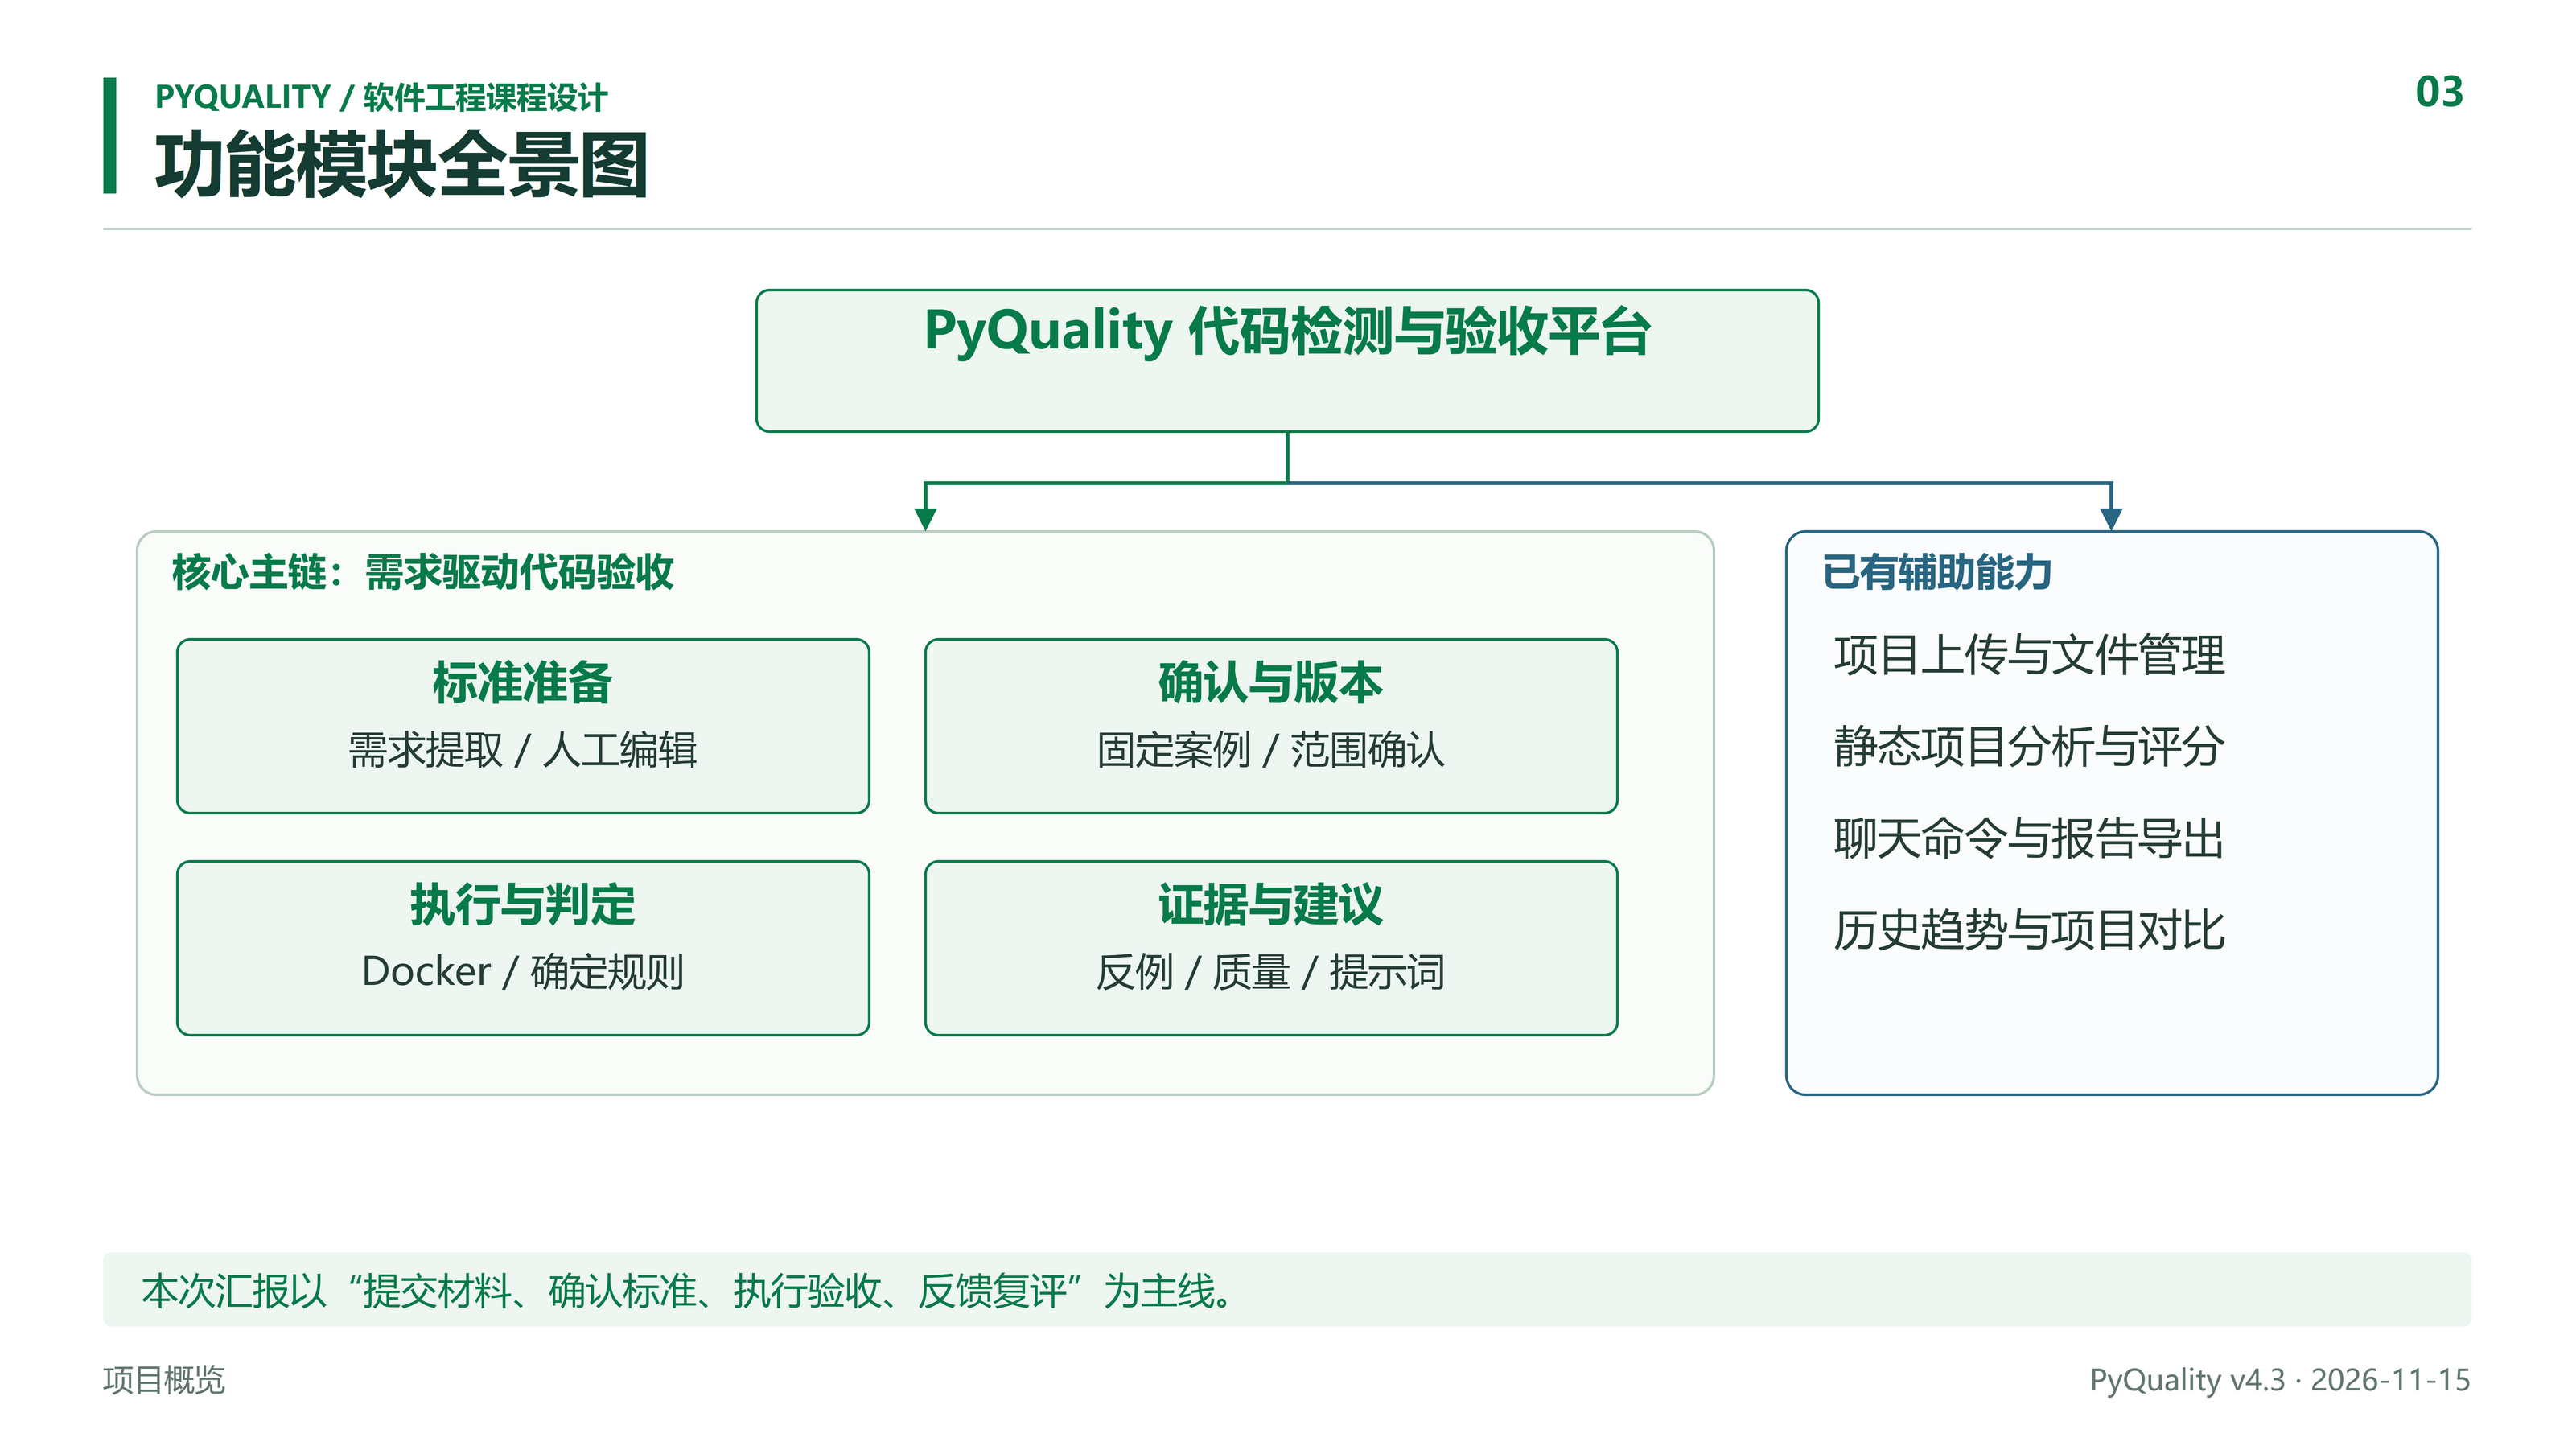 PYQUALITY / 软件工程课程设计
03
功能模块全景图
PyQuality 代码检测与验收平台
核心主链：需求驱动代码验收
标准准备
需求提取 / 人工编辑
确认与版本
固定案例 / 范围确认
执行与判定
Docker / 确定规则
证据与建议
反例 / 质量 / 提示词
已有辅助能力
项目上传与文件管理
静态项目分析与评分
聊天命令与报告导出
历史趋势与项目对比
本次汇报以“提交材料、确认标准、执行验收、反馈复评”为主线。
项目概览
PyQuality v4.3 · 2026-11-15